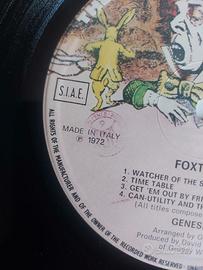 S.I.A.E.
MADE IN ITALY
℗ 1972
FOXT
1. WATCHER OF THE S
2. TIME TABLE
3. GET 'EM OUT BY FRI
4. CAN-UTILITY AND TH
(All titles compose
GENES
Arranged by G
Produced by David
of Gruggy W
ALL RIGHTS OF THE MANUFACTURER AND OF THE OWNER OF THE RECORDED WORK RESERVED